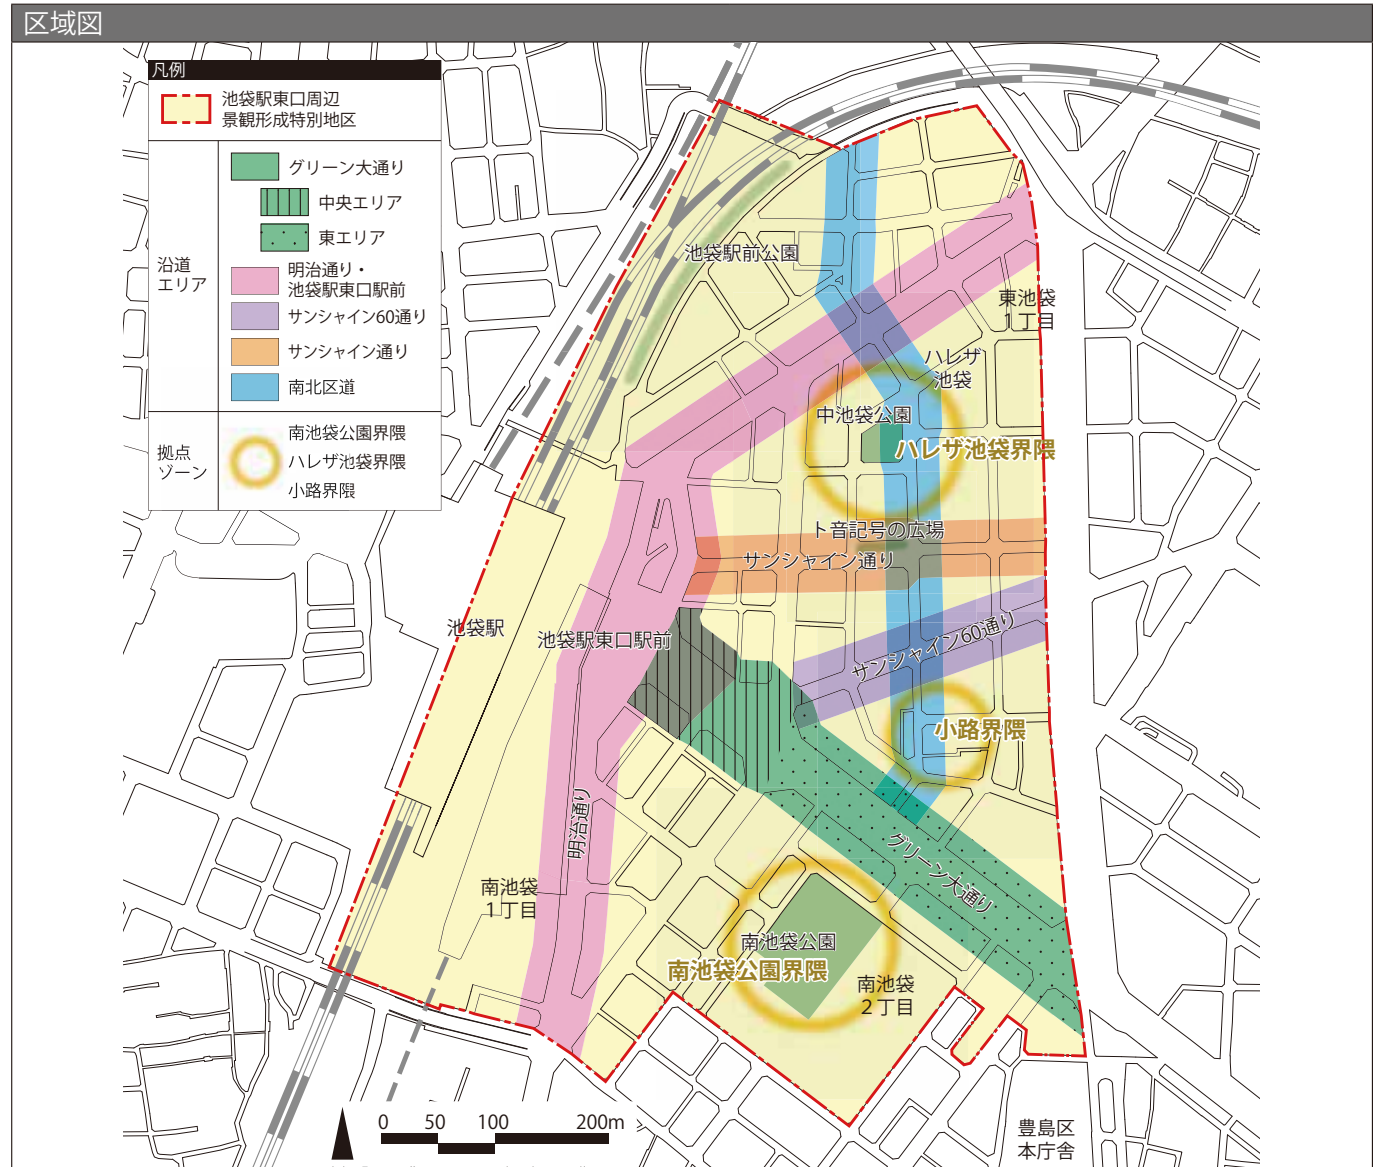 区域図
凡例
池袋駅東口周辺
景観形成特別地区
沿道
エリア
グリーン大通り
中央エリア
東エリア
明治通り・
池袋駅東口駅前
サンシャイン60通り
サンシャイン通り
南北区道
拠点
ゾーン
南池袋公園界隈
ハレザ池袋界隈
小路界隈
池袋駅前公園
東池袋
1丁目
ハレザ
池袋
中池袋公園
ハレザ池袋界隈
ト音記号の広場
サンシャイン通り
池袋駅
池袋駅東口駅前
サンシャイン60通り
小路界隈
明治通り
グリーン大通り
南池袋
1丁目
南池袋公園
南池袋公園界隈
南池袋
2丁目
豊島区
本庁舎
0 50 100 200m